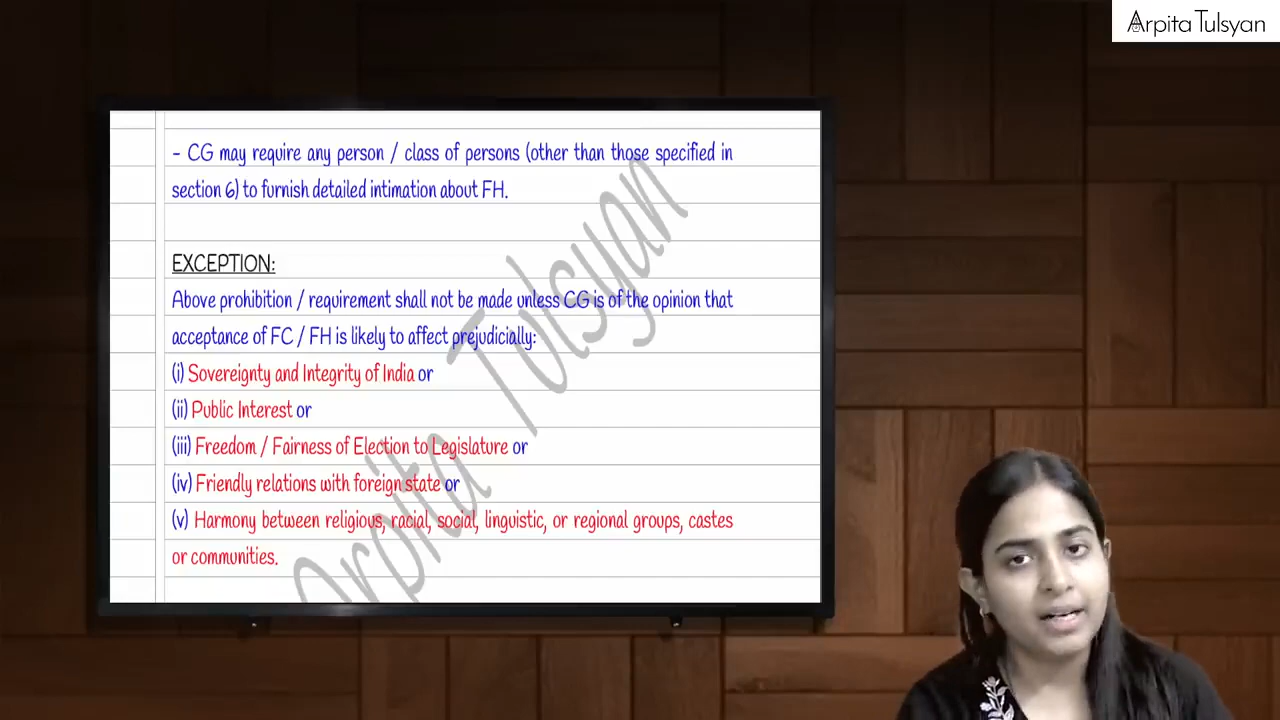 Arpita Tulsyan
- CG may require any person / class of persons (other than those specified in
section 6) to furnish detailed intimation about FH.
EXCEPTION:
Above prohibition / requirement shall not be made unless CG is of the opinion that
acceptance of FC / FH is likely to affect prejudicially:
(i) Sovereignty and Integrity of India or
(ii) Public Interest or
(iii) Freedom / Fairness of Election to Legislature or
(iv) Friendly relations with foreign state or
(v) Harmony between religious, racial, social, linguistic, or regional groups, castes
or communities.
Arpita Tulsyan